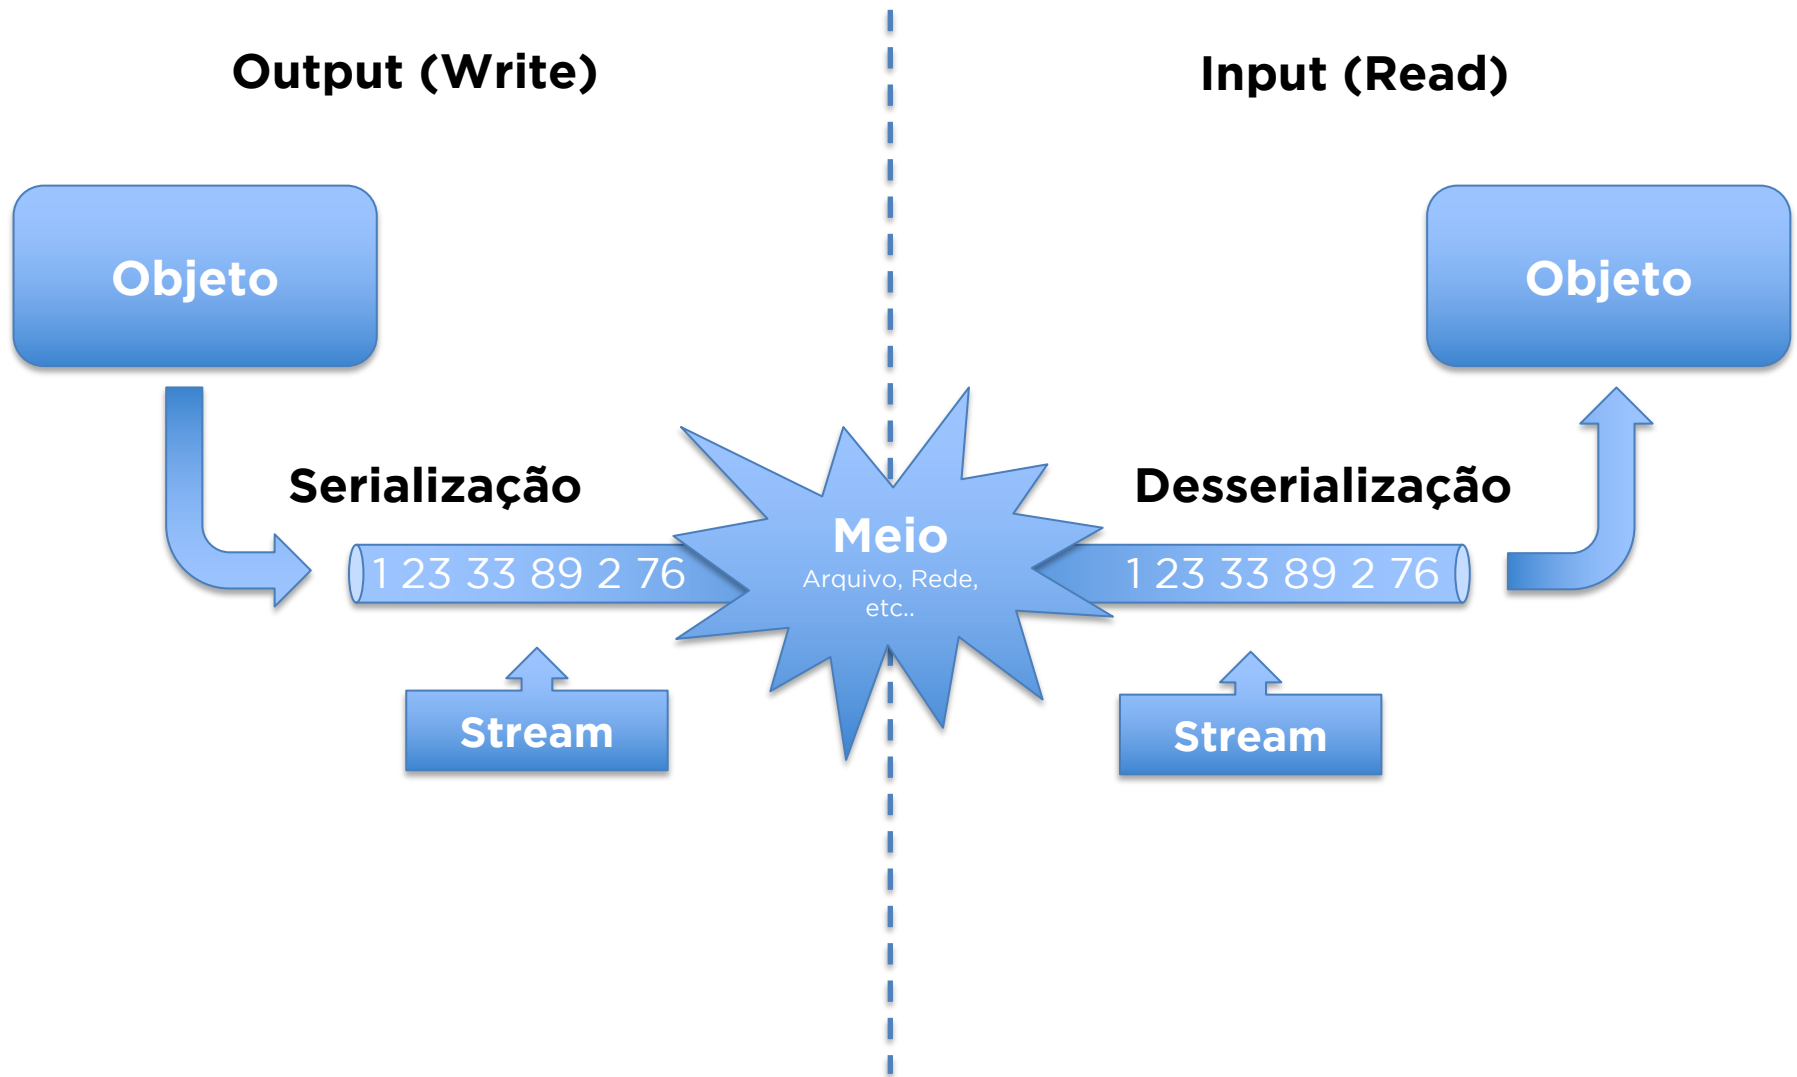 Output (Write)
Input (Read)
Objeto
Objeto
Serialização
Desserialização
1 23 33 89 2 76
Meio
Arquivo, Rede,
etc..
1 23 33 89 2 76
Stream
Stream